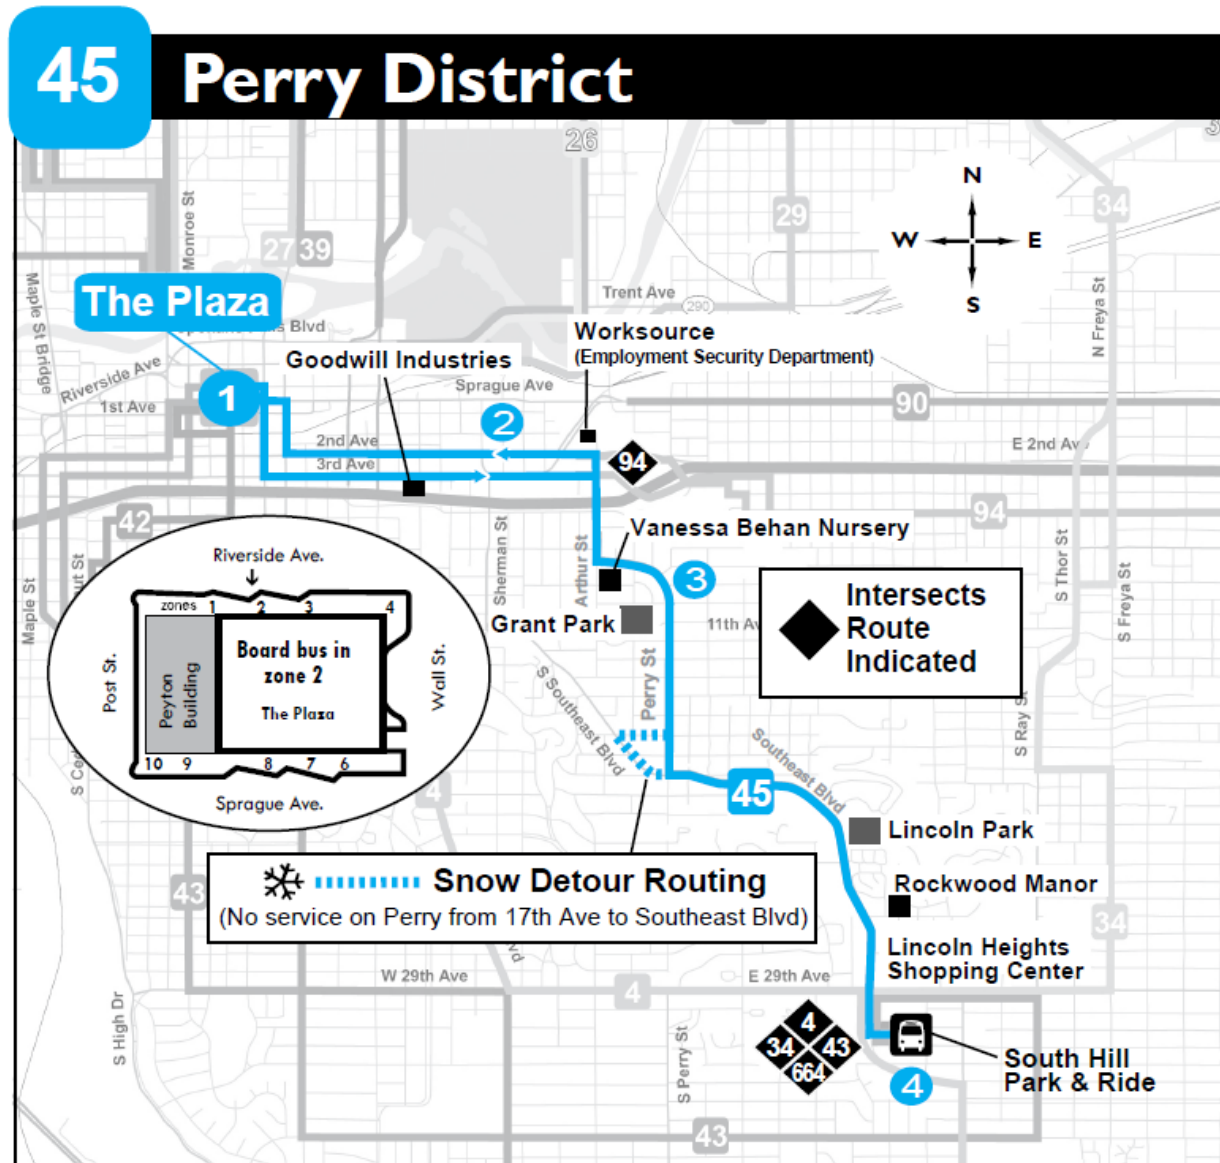 45 Perry District
26
N
W E
S
34
29
27 39
Monroe St
Maple St Bridge
The Plaza
Trent Ave
290
N Freya St
Blvd
Worksource
(Employment Security Department)
Goodwill Industries
Riverside Ave
Sprague Ave
1st Ave
1
90
2
2nd Ave
3rd Ave
94
E 2nd Ave
94
42
Vanessa Behan Nursery
Sherman St
Arthur St
3
S Thor St
S Freya St
Maple St
Grant Park
11th Av
Intersects
Route
Indicated
Riverside Ave.
zones 1 2 3 4
Board bus in
zone 2
The Plaza
Peyton
Building
Post St.
Wall St.
10 9 8 7 6
Sprague Ave.
Perry St
S Southeast Blvd
Southeast Blvd
S Ray St
45
4
Lincoln Park
Snow Detour Routing
(No service on Perry from 17th Ave to Southeast Blvd)
43
Rockwood Manor
34
Lincoln Heights
Shopping Center
W 29th Ave
E 29th Ave
4
S High Dr
S Perry St
4
34 43
664
4
South Hill
Park & Ride
43